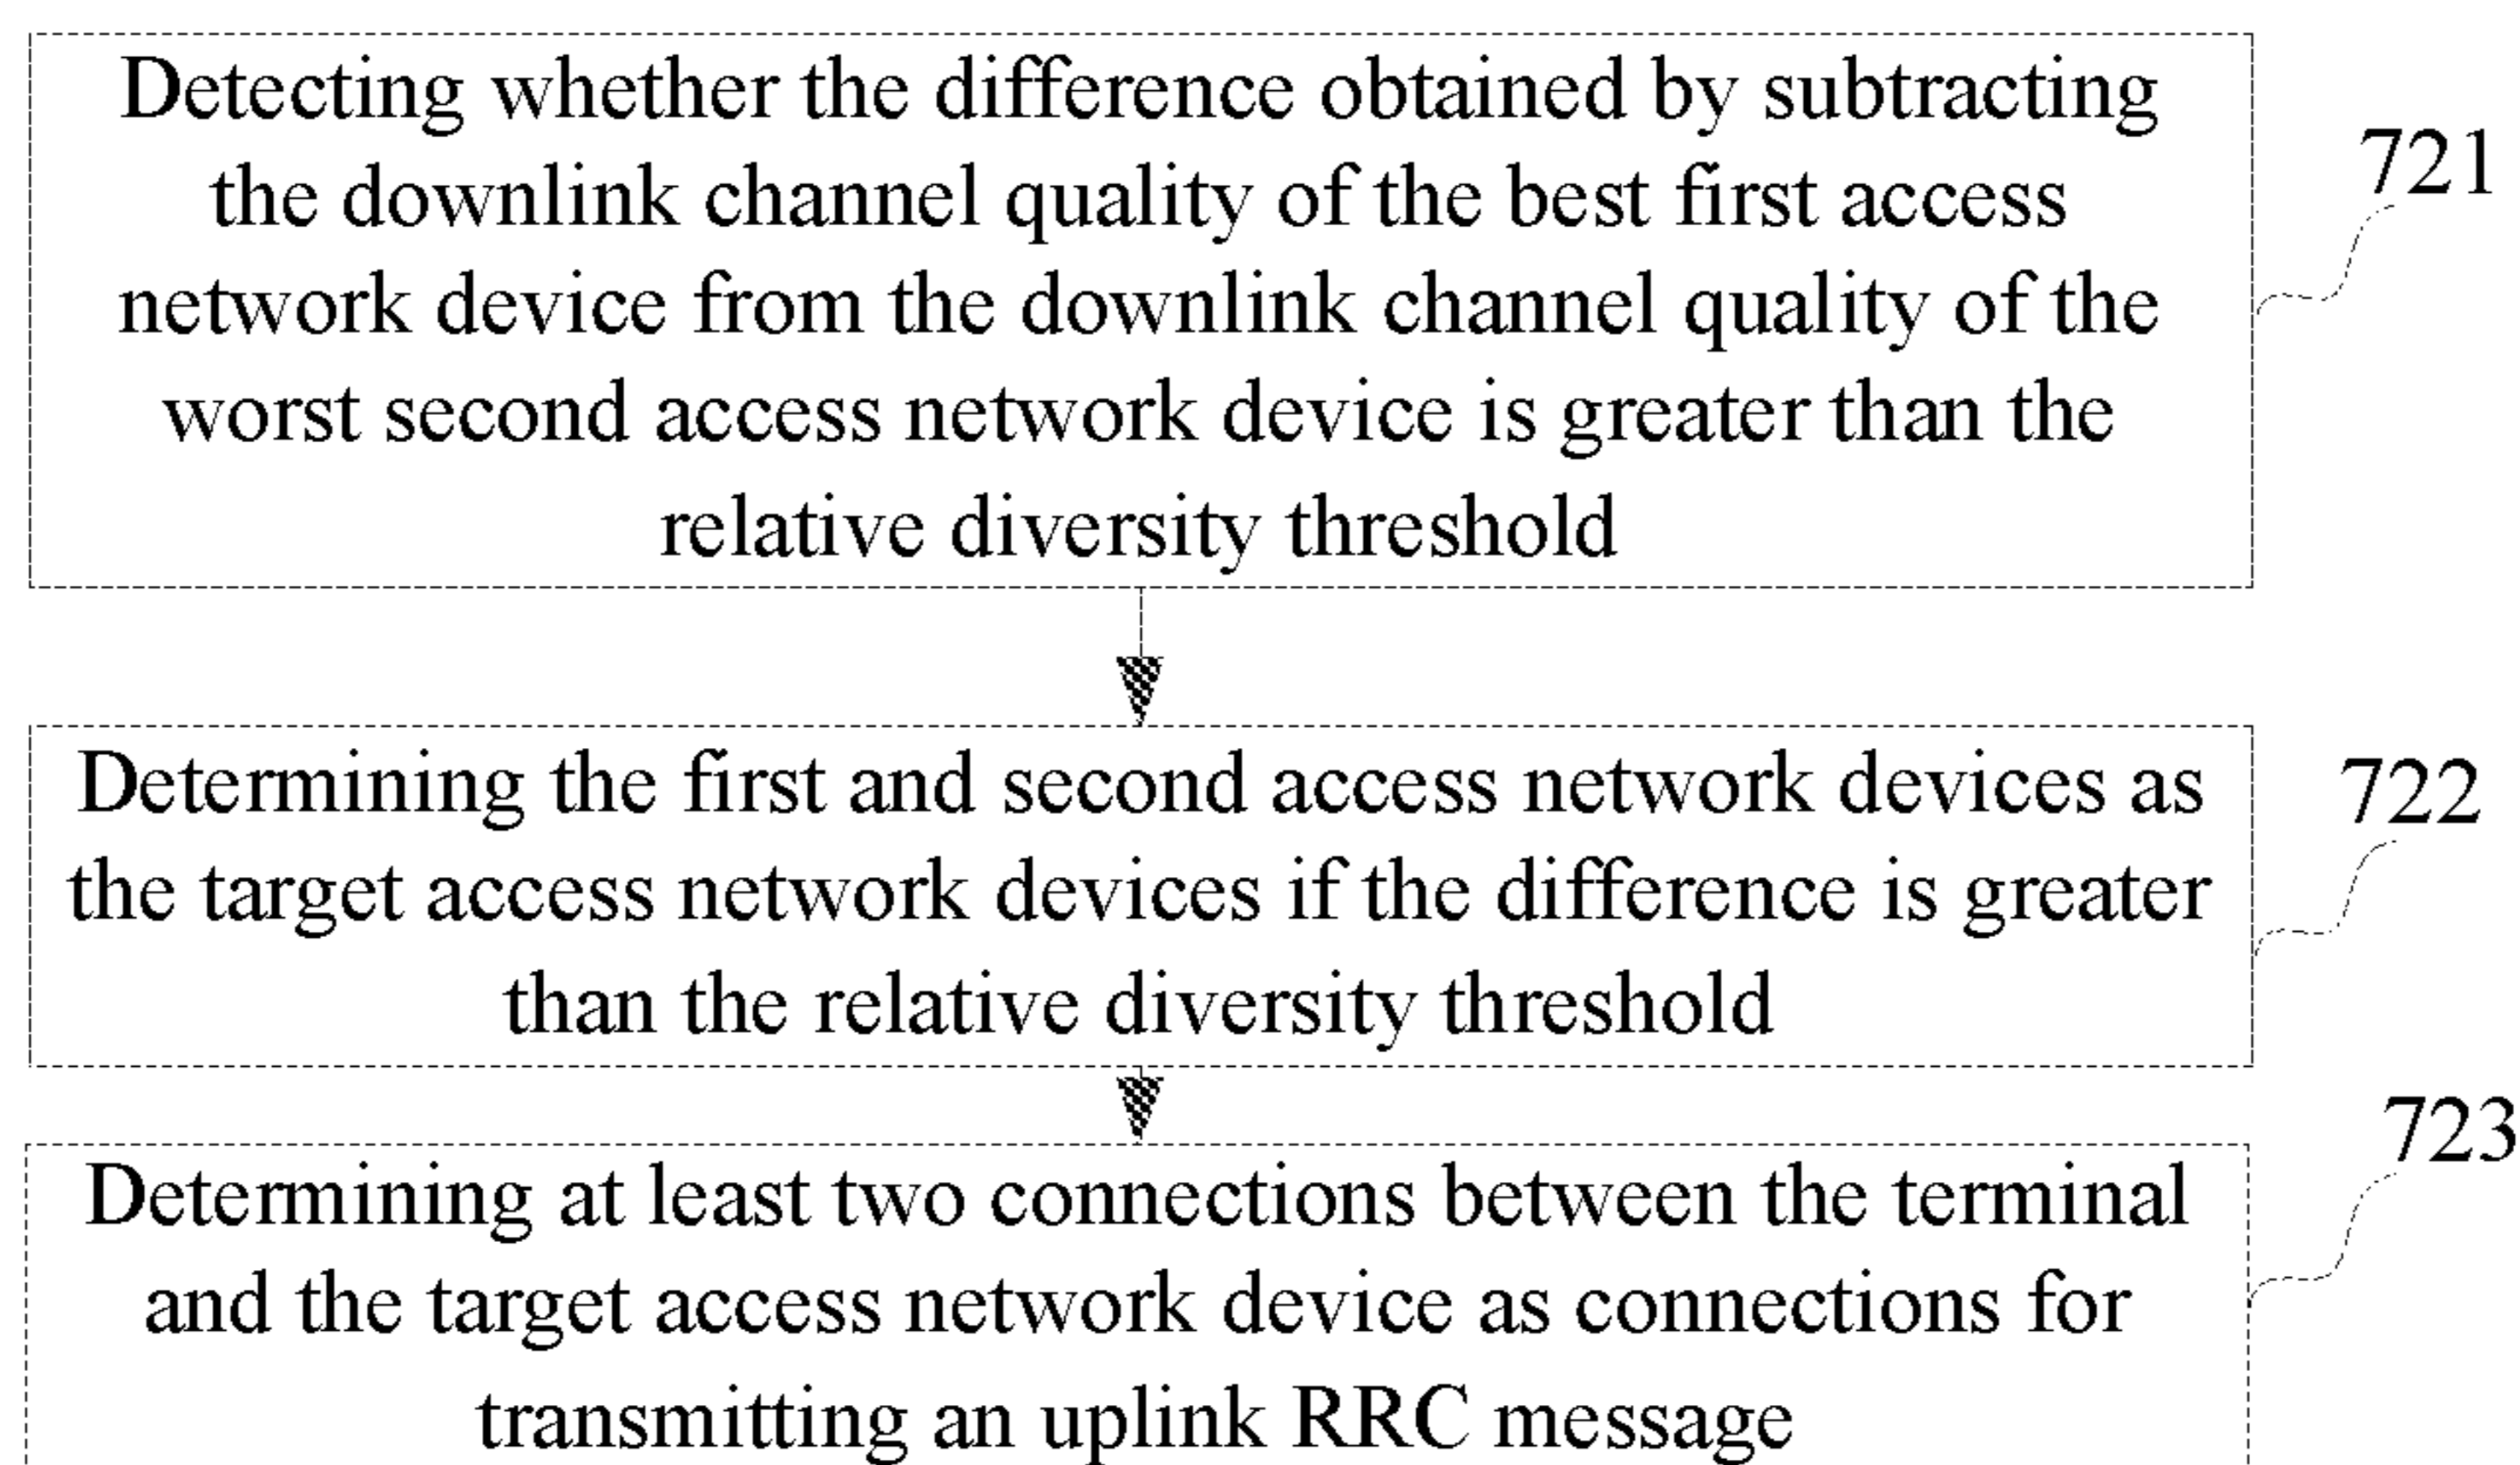 Detecting whether the difference obtained by subtracting
the downlink channel quality of the best first access
network device from the downlink channel quality of the
worst second access network device is greater than the
relative diversity threshold
721
Determining the first and second access network devices as
the target access network devices if the difference is greater
than the relative diversity threshold
722
Determining at least two connections between the terminal
and the target access network device as connections for
transmitting an uplink RRC message
723